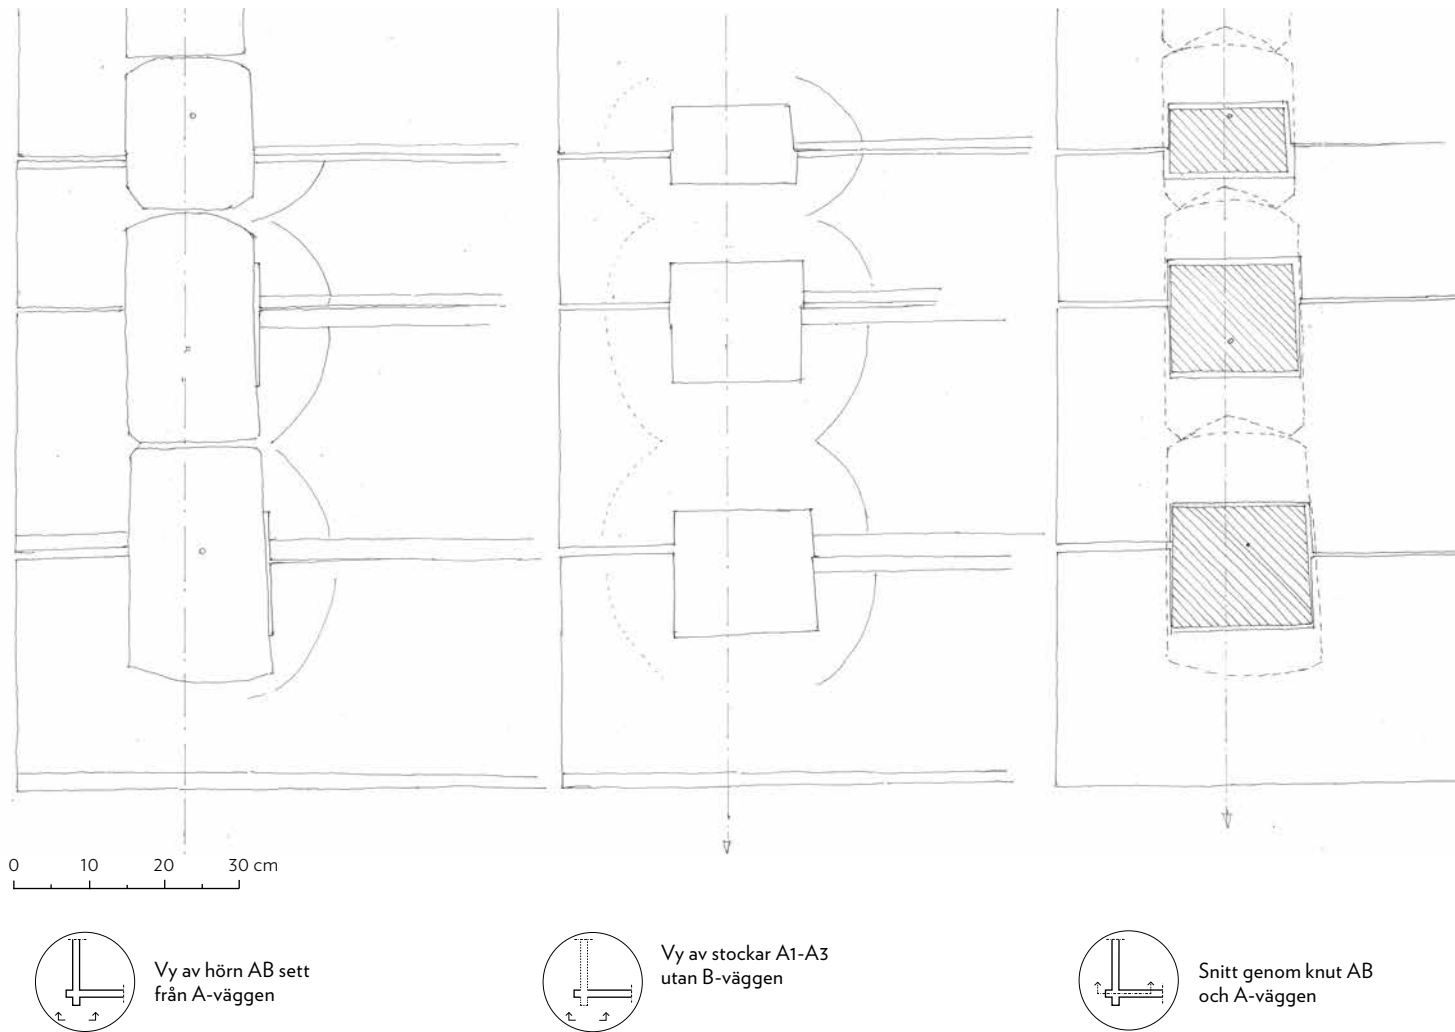 0 10 20 30 cm
Vy av hörn AB sett
från A-väggen
Vy av stockar A1-A3
utan B-väggen
Snitt genom knut AB
och A-väggen